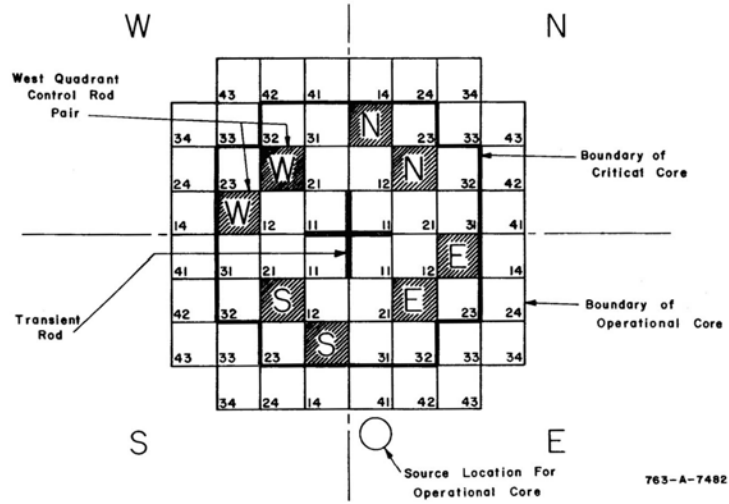 W N
West Quadrant
Control Rod
Pair
43 42 41 14 24 34
34 33 32 31 N 23 33 43
24 23 W 21 12 N 32 42
14 W 12 11 11 21 31 41
41 31 21 11 11 12 E 14
42 32 S 12 21 E 23 24
43 33 23 S 31 32 33 34
34 24 14 41 42 43
Boundary of
Critical Core
Transient
Rod
Boundary of
Operational Core
S E
Source Location For
Operational Core
763-A-7482